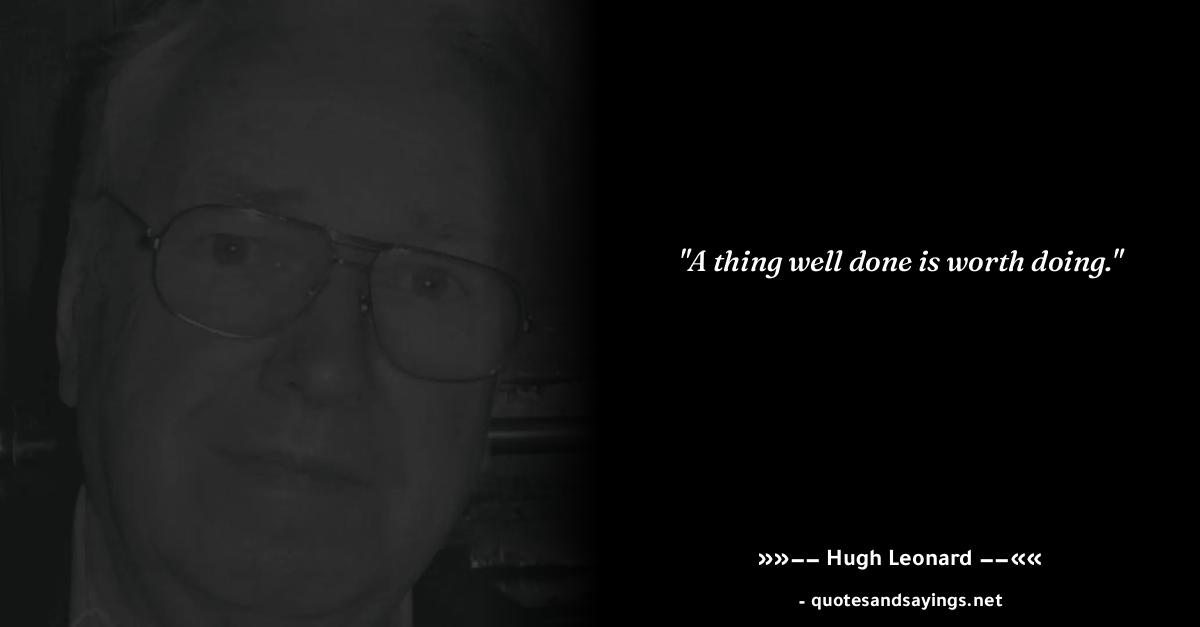 "A thing well done is worth doing."
»»–– Hugh Leonard ––««
- quotesandsayings.net